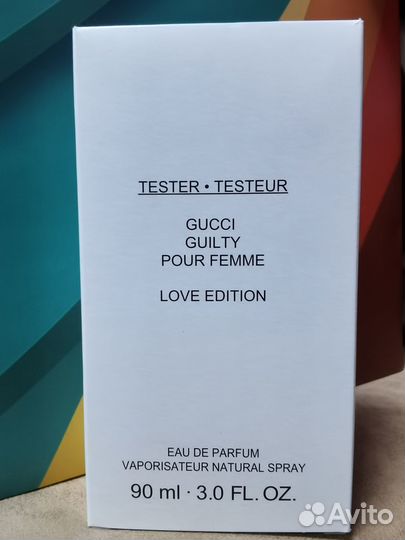 TESTER • TESTEUR
GUCCI
GUILTY
POUR FEMME
LOVE EDITION
EAU DE PARFUM
VAPORISATEUR NATURAL SPRAY
90 ml · 3.0 FL. OZ.
Avito